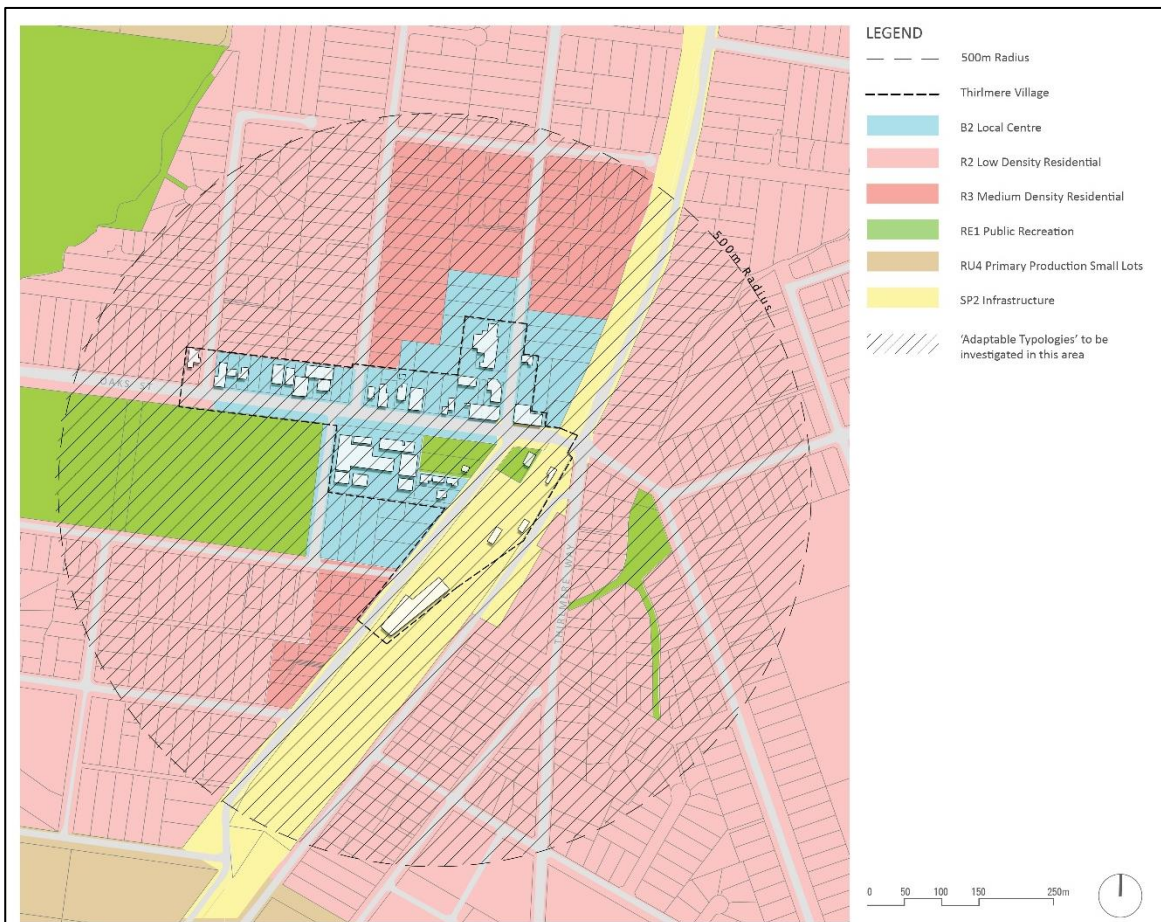 LEGEND
500m Radius
Thirlmere Village
B2 Local Centre
R2 Low Density Residential
R3 Medium Density Residential
RE1 Public Recreation
RU4 Primary Production Small Lots
SP2 Infrastructure
'Adaptable Typologies' to be
investigated in this area
500m Radius
OAKS ST
THIRLMERE WAY
0 50 100 150 250m